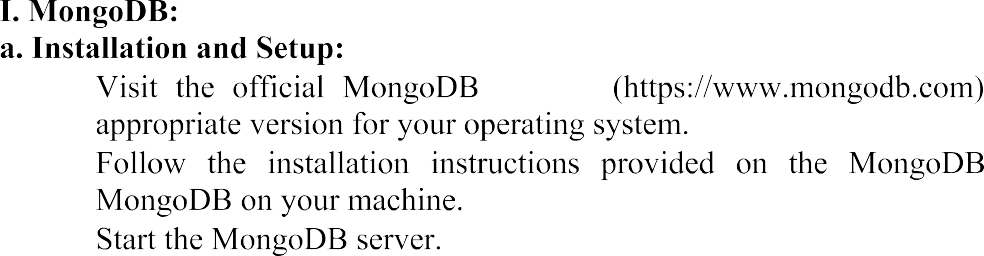 I. MongoDB:
a. Installation and Setup:
Visit the official MongoDB (https://www.mongodb.com)
appropriate version for your operating system.
Follow the installation instructions provided on the MongoDB
MongoDB on your machine.
Start the MongoDB server.